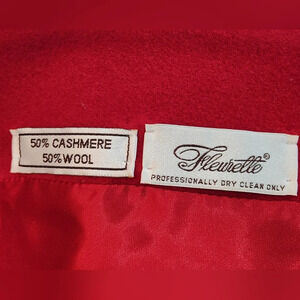 50% CASHMERE
50% WOOL
Fleurette®
PROFESSIONALLY DRY CLEAN ONLY